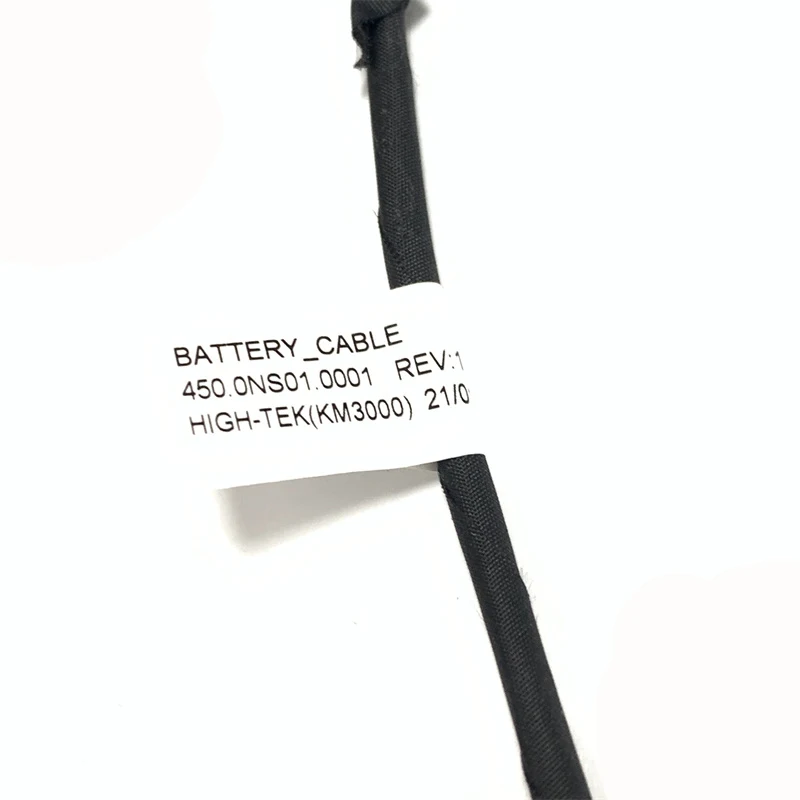 BATTERY_CABLE
450.0NS01.0001 REV:1
HIGH-TEK(KM3000) 21/0